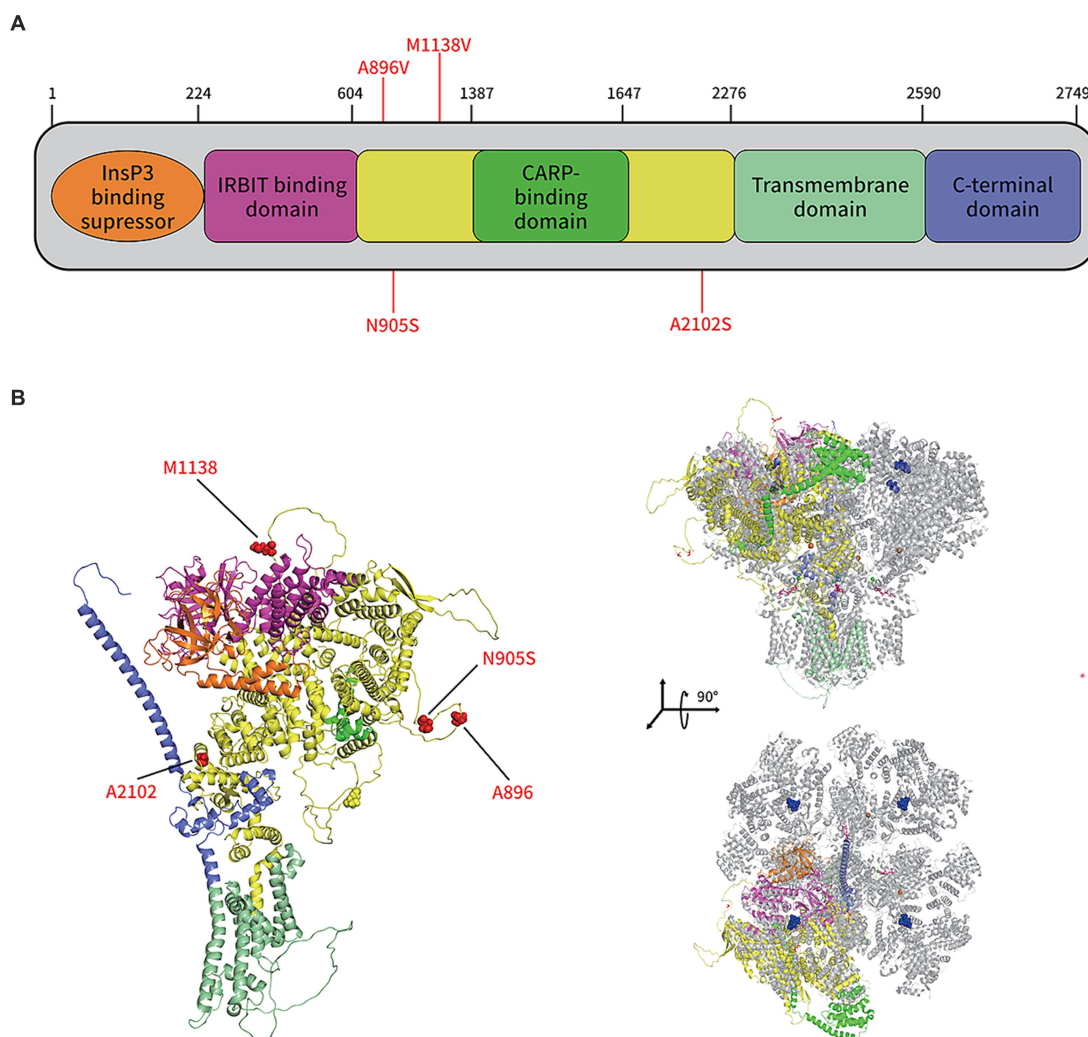 A
M1138V
A896V
1 224 604 1387 1647 2276 2590 2749
InsP3
binding
supressor
IRBIT binding
domain
CARP-
binding
domain
Transmembrane
domain
C-terminal
domain
N905S
A2102S
B
M1138
N905S
A2102
A896
90°